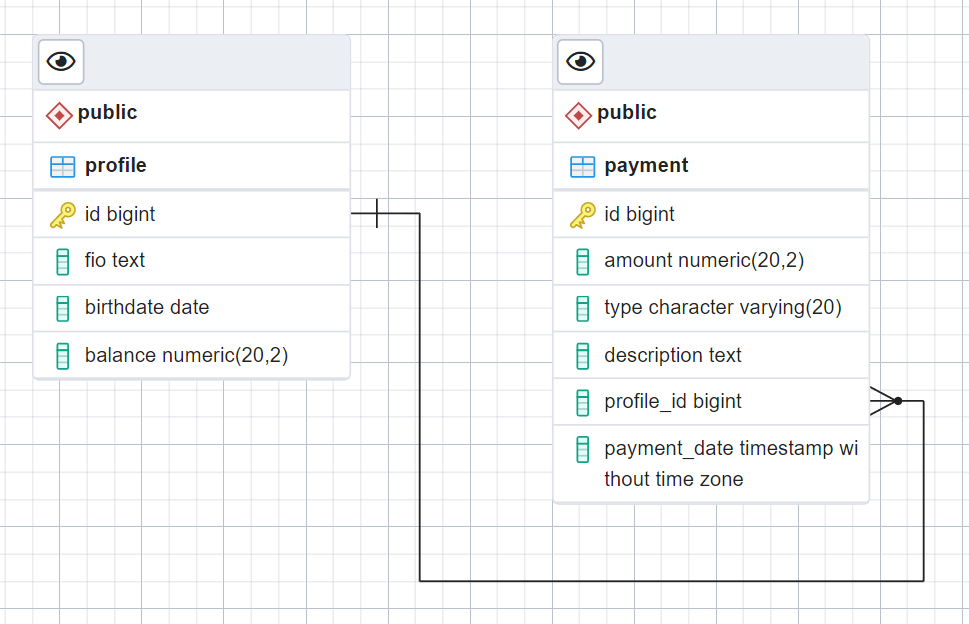 public
profile
id bigint
fio text
birthdate date
balance numeric(20,2)
public
payment
id bigint
amount numeric(20,2)
type character varying(20)
description text
profile_id bigint
payment_date timestamp wi
thout time zone